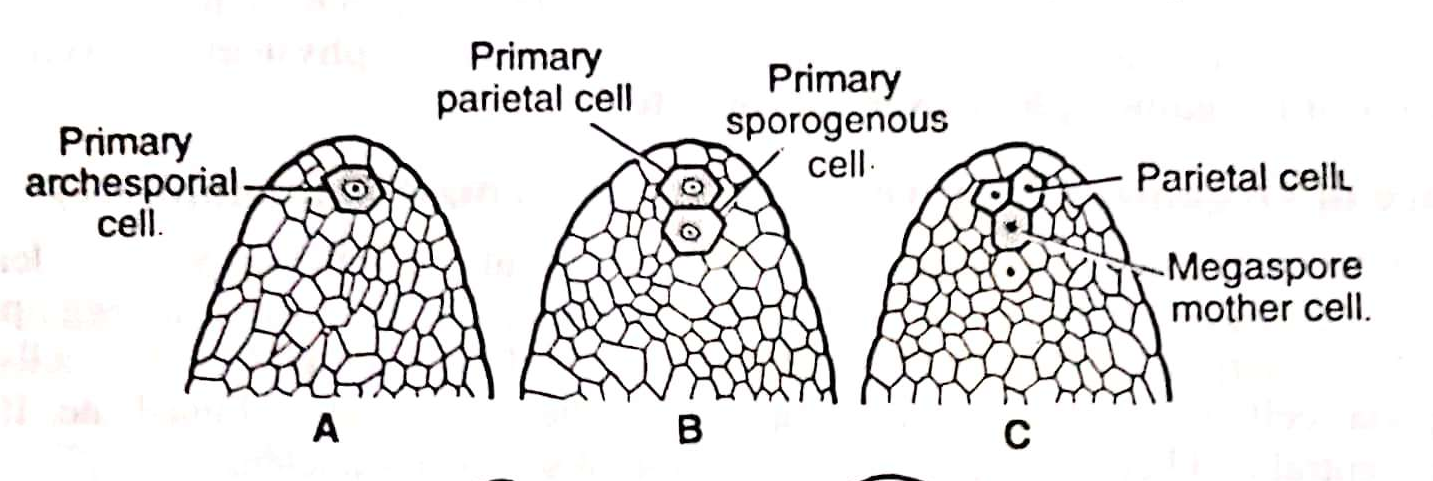 Primary
parietal cell
Primary
sporogenous
cell.
Primary
archesporial
cell.
Parietal cell
Megaspore
mother cell.
A
B
C